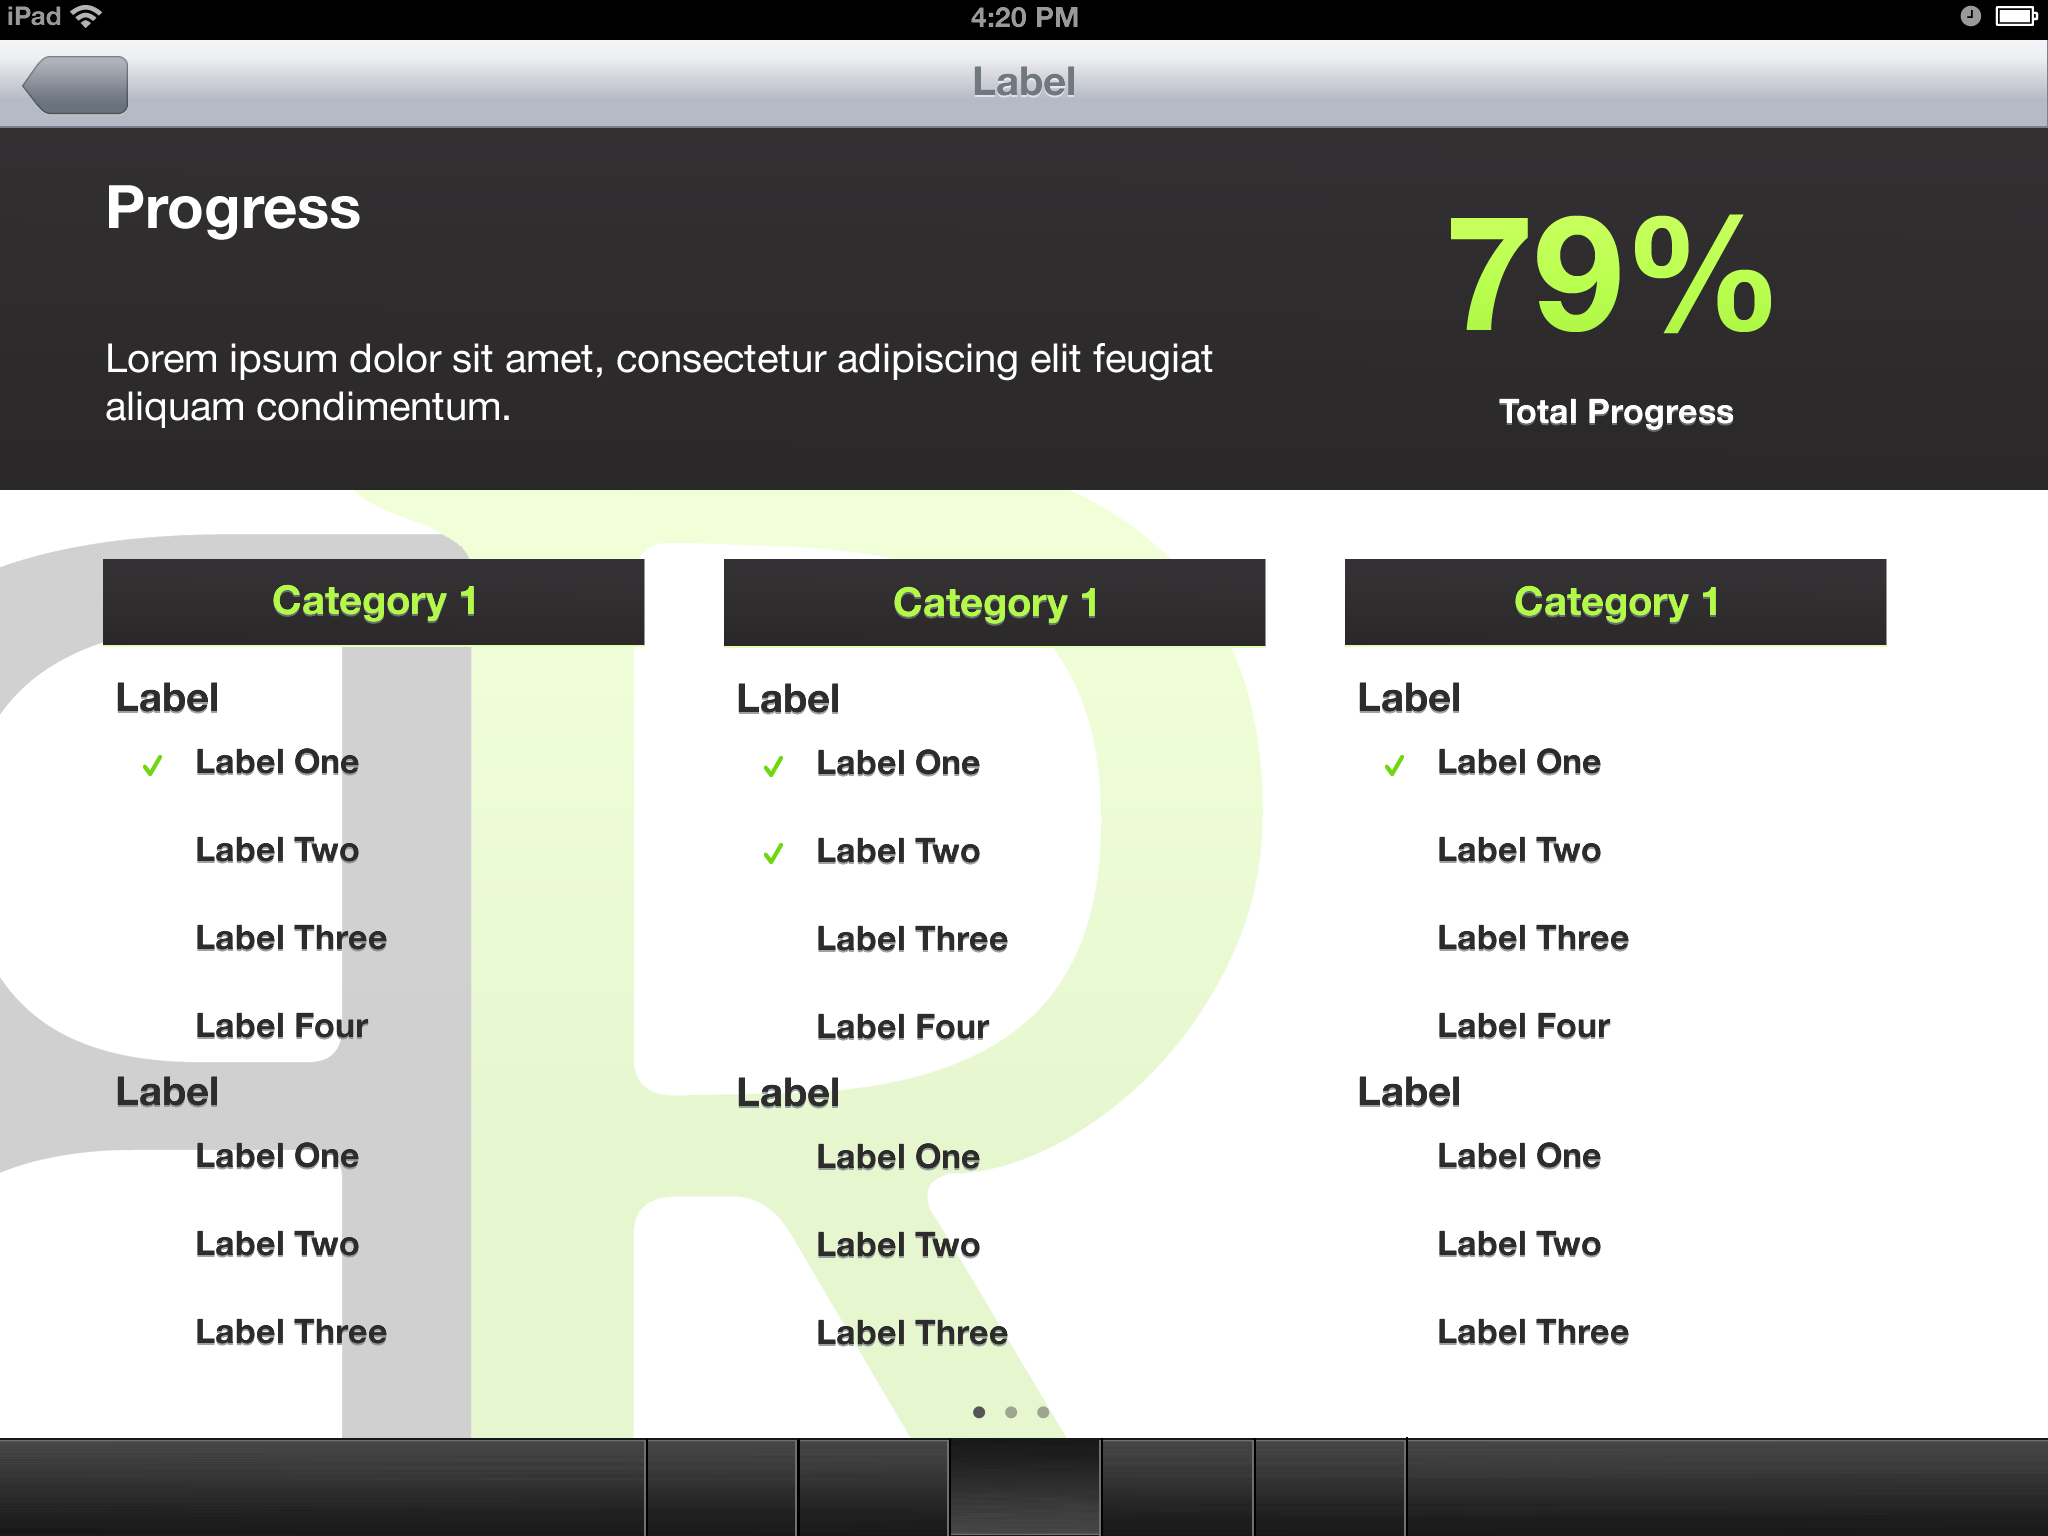 iPad
4:20 PM
Label
Progress
Lorem ipsum dolor sit amet, consectetur adipiscing elit feugiat
aliquam condimentum.
79%
Total Progress
Category 1
Label
Label One
Label Two
Label Three
Label Four
Label
Label One
Label Two
Label Three
Category 1
Label
Label One
Label Two
Label Three
Label Four
Label
Label One
Label Two
Label Three
Category 1
Label
Label One
Label Two
Label Three
Label Four
Label
Label One
Label Two
Label Three